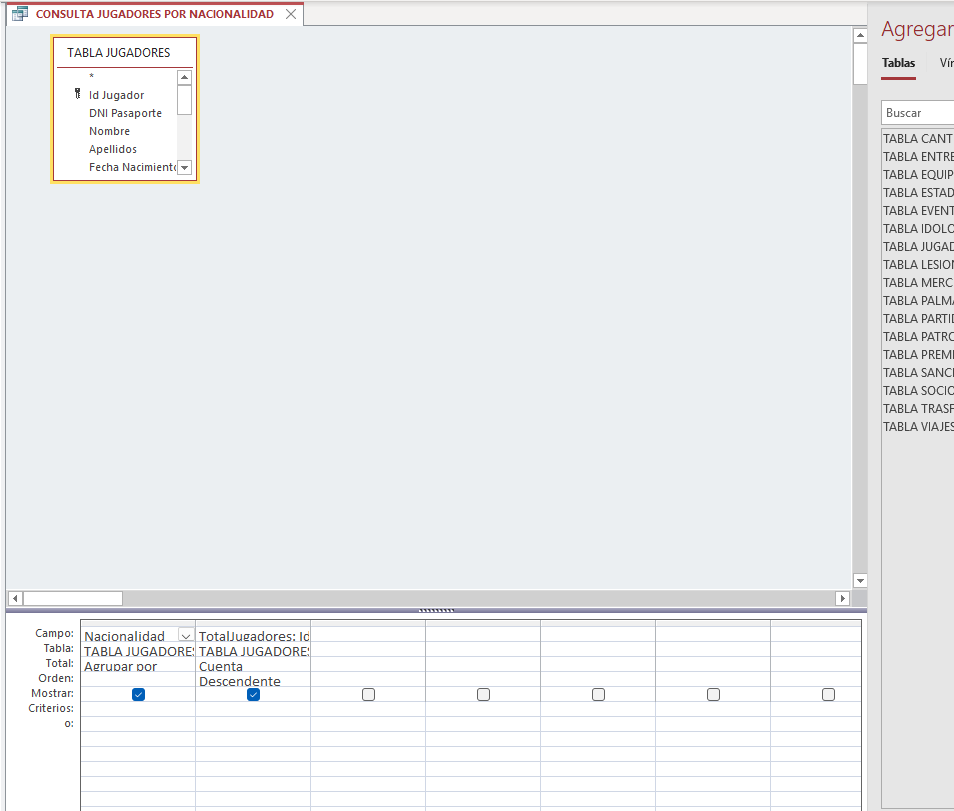 CONSULTA JUGADORES POR NACIONALIDAD
TABLA JUGADORES
*
Id Jugador
DNI Pasaporte
Nombre
Apellidos
Fecha Nacimiento
Agregar
Tablas
Vín
Buscar
TABLA CANT
TABLA ENTRE
TABLA EQUIP
TABLA ESTAD
TABLA EVENT
TABLA IDOLO
TABLA JUGAD
TABLA LESION
TABLA MERC
TABLA PALMA
TABLA PARTID
TABLA PATRO
TABLA PREMI
TABLA SANCI
TABLA SOCIO
TABLA TRASF
TABLA VIAJES
Campo: Nacionalidad TotalJugadores: Id
Tabla: TABLA JUGADORES TABLA JUGADORES
Total: Agrupar por Cuenta
Orden: Descendente
Mostrar:
Criterios:
o: